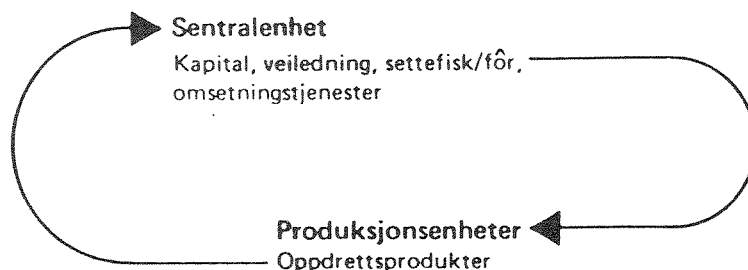 Sentralenhet
Kapital, veiledning, settefisk/fôr,
omsetningstjenester
Produksjonsenheter
Oppdrettsprodukter